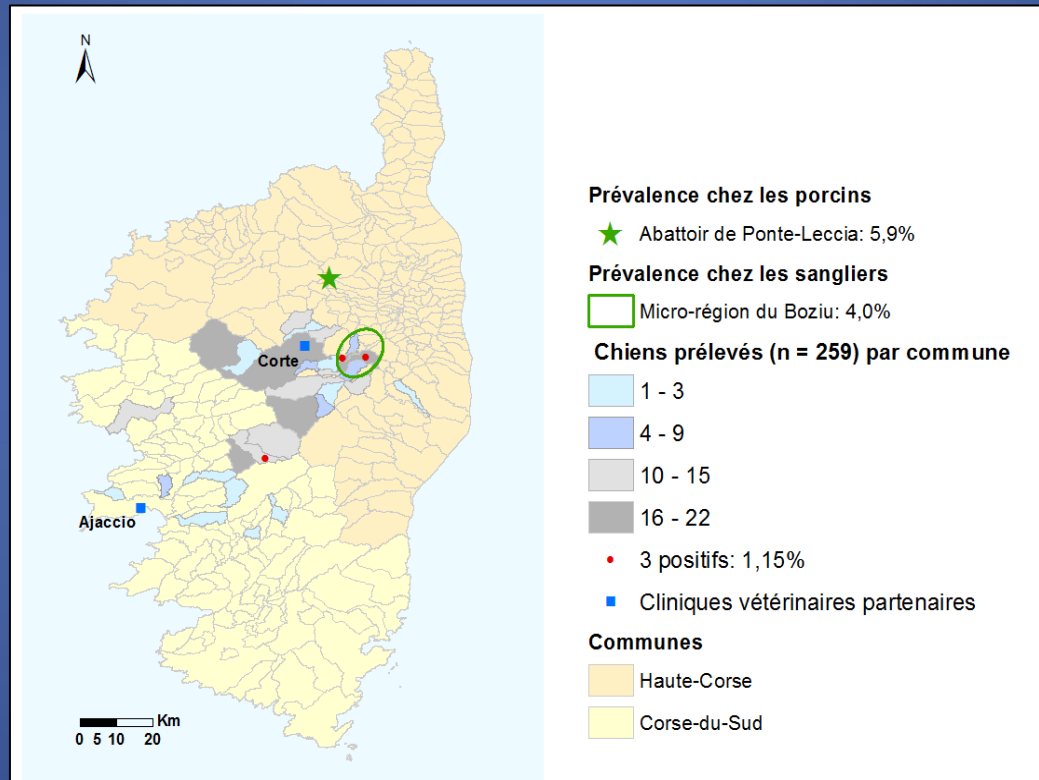 N
Corte
Ajaccio
Km
0 5 10 20
Prévalence chez les porcins
Abattoir de Ponte-Leccia: 5,9%
Prévalence chez les sangliers
Micro-région du Boziu: 4,0%
Chiens prélevés (n = 259) par commune
1 - 3
4 - 9
10 - 15
16 - 22
3 positifs: 1,15%
Cliniques vétérinaires partenaires
Communes
Haute-Corse
Corse-du-Sud